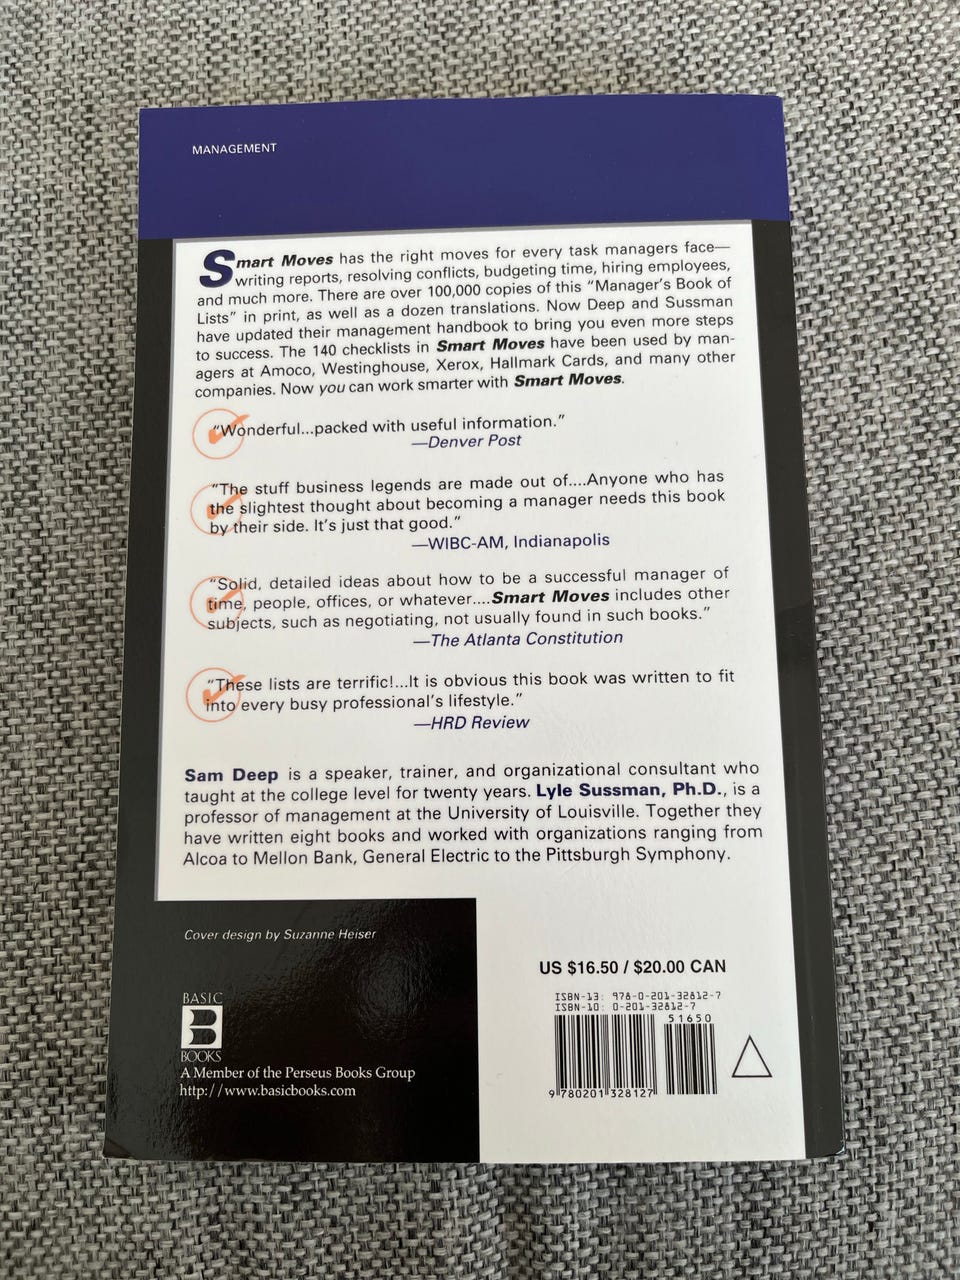 MANAGEMENT
Smart Moves has the right moves for every task managers face—
writing reports, resolving conflicts, budgeting time, hiring employees,
and much more. There are over 100,000 copies of this “Manager’s Book of
Lists” in print, as well as a dozen translations. Now Deep and Sussman
have updated their management handbook to bring you even more steps
to success. The 140 checklists in Smart Moves have been used by man-
agers at Amoco, Westinghouse, Xerox, Hallmark Cards, and many other
companies. Now you can work smarter with Smart Moves.
“Wonderful...packed with useful information.”
—Denver Post
“The stuff business legends are made out of....Anyone who has
the slightest thought about becoming a manager needs this book
by their side. It’s just that good.”
—WIBC-AM, Indianapolis
“Solid, detailed ideas about how to be a successful manager of
time, people, offices, or whatever....Smart Moves includes other
subjects, such as negotiating, not usually found in such books.”
—The Atlanta Constitution
“These lists are terrific!...It is obvious this book was written to fit
into every busy professional’s lifestyle.”
—HRD Review
Sam Deep is a speaker, trainer, and organizational consultant who
taught at the college level for twenty years. Lyle Sussman, Ph.D., is a
professor of management at the University of Louisville. Together they
have written eight books and worked with organizations ranging from
Alcoa to Mellon Bank, General Electric to the Pittsburgh Symphony.
Cover design by Suzanne Heiser
BASIC
B
BOOKS
A Member of the Perseus Books Group
http://www.basicbooks.com
US $16.50 / $20.00 CAN
ISBN-13: 978-0-201-32812-7
ISBN-10: 0-201-32812-7
51650
9 780201 328127